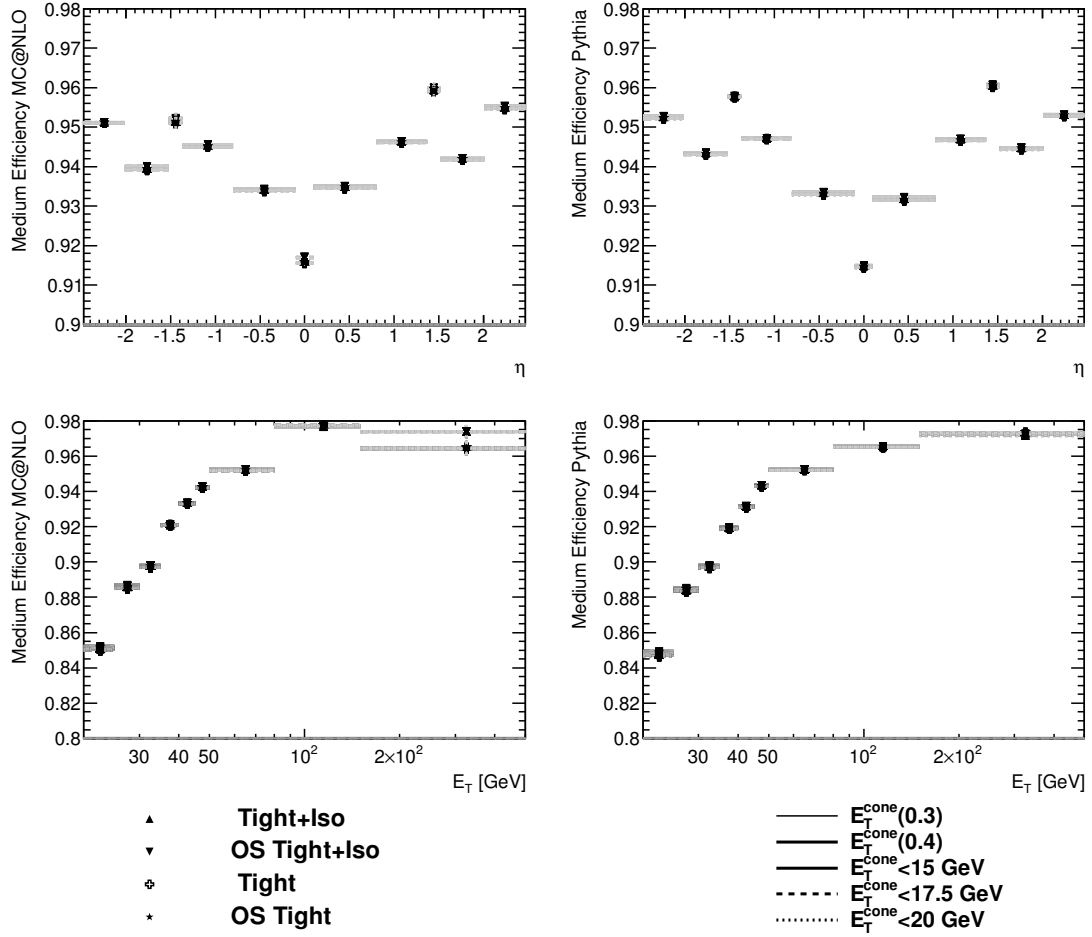 Medium Efficiency MC@NLO
0.98
0.97
0.96
0.95
0.94
0.93
0.92
0.91
0.9
-2 -1.5 -1 -0.5 0 0.5 1 1.5 2
η
Medium Efficiency Pythia
0.98
0.97
0.96
0.95
0.94
0.93
0.92
0.91
0.9
-2 -1.5 -1 -0.5 0 0.5 1 1.5 2
η
Medium Efficiency MC@NLO
0.98
0.96
0.94
0.92
0.9
0.88
0.86
0.84
0.82
0.8
30 40 50 10² 2×10²
E_T [GeV]
Medium Efficiency Pythia
0.98
0.96
0.94
0.92
0.9
0.88
0.86
0.84
0.82
0.8
30 40 50 10² 2×10²
E_T [GeV]
Tight+Iso
OS Tight+Iso
Tight
OS Tight
E_T^cone(0.3)
E_T^cone(0.4)
E_T^cone<15 GeV
E_T^cone<17.5 GeV
E_T^cone<20 GeV